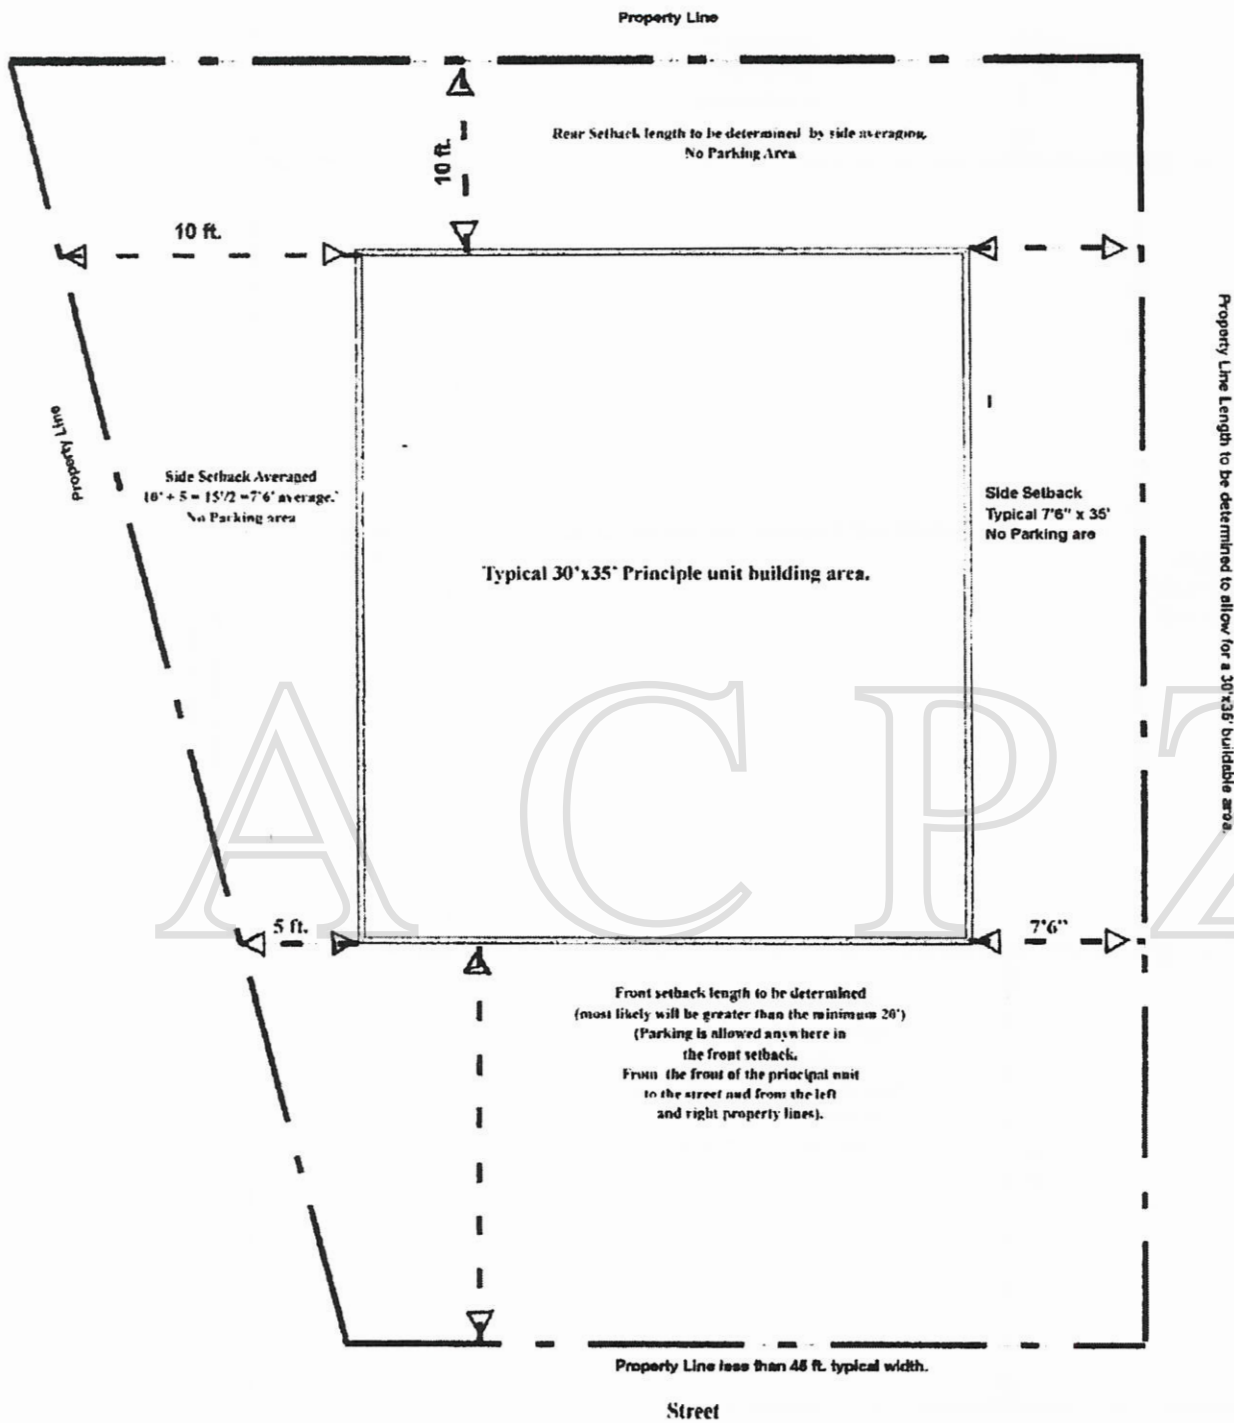 Property Line
Rear Setback length to be determined by side averaging.
No Parking Area
10 ft.
10 ft.
Property Line
Side Setback Averaged
10' + 5 = 15'/2 =7'6' average.'
No Parking area
Side Setback
Typical 7'6" x 35'
No Parking are
Property Line Length to be determined to allow for a 30'x35' buildable area.
Typical 30'x35' Principle unit building area.
A C P Z
5 ft.
7'6"
Front setback length to be determined
(most likely will be greater than the minimum 20')
(Parking is allowed anywhere in
the front setback.
From the front of the principal unit
to the street and from the left
and right property lines).
Property Line less than 45 ft. typical width.
Street